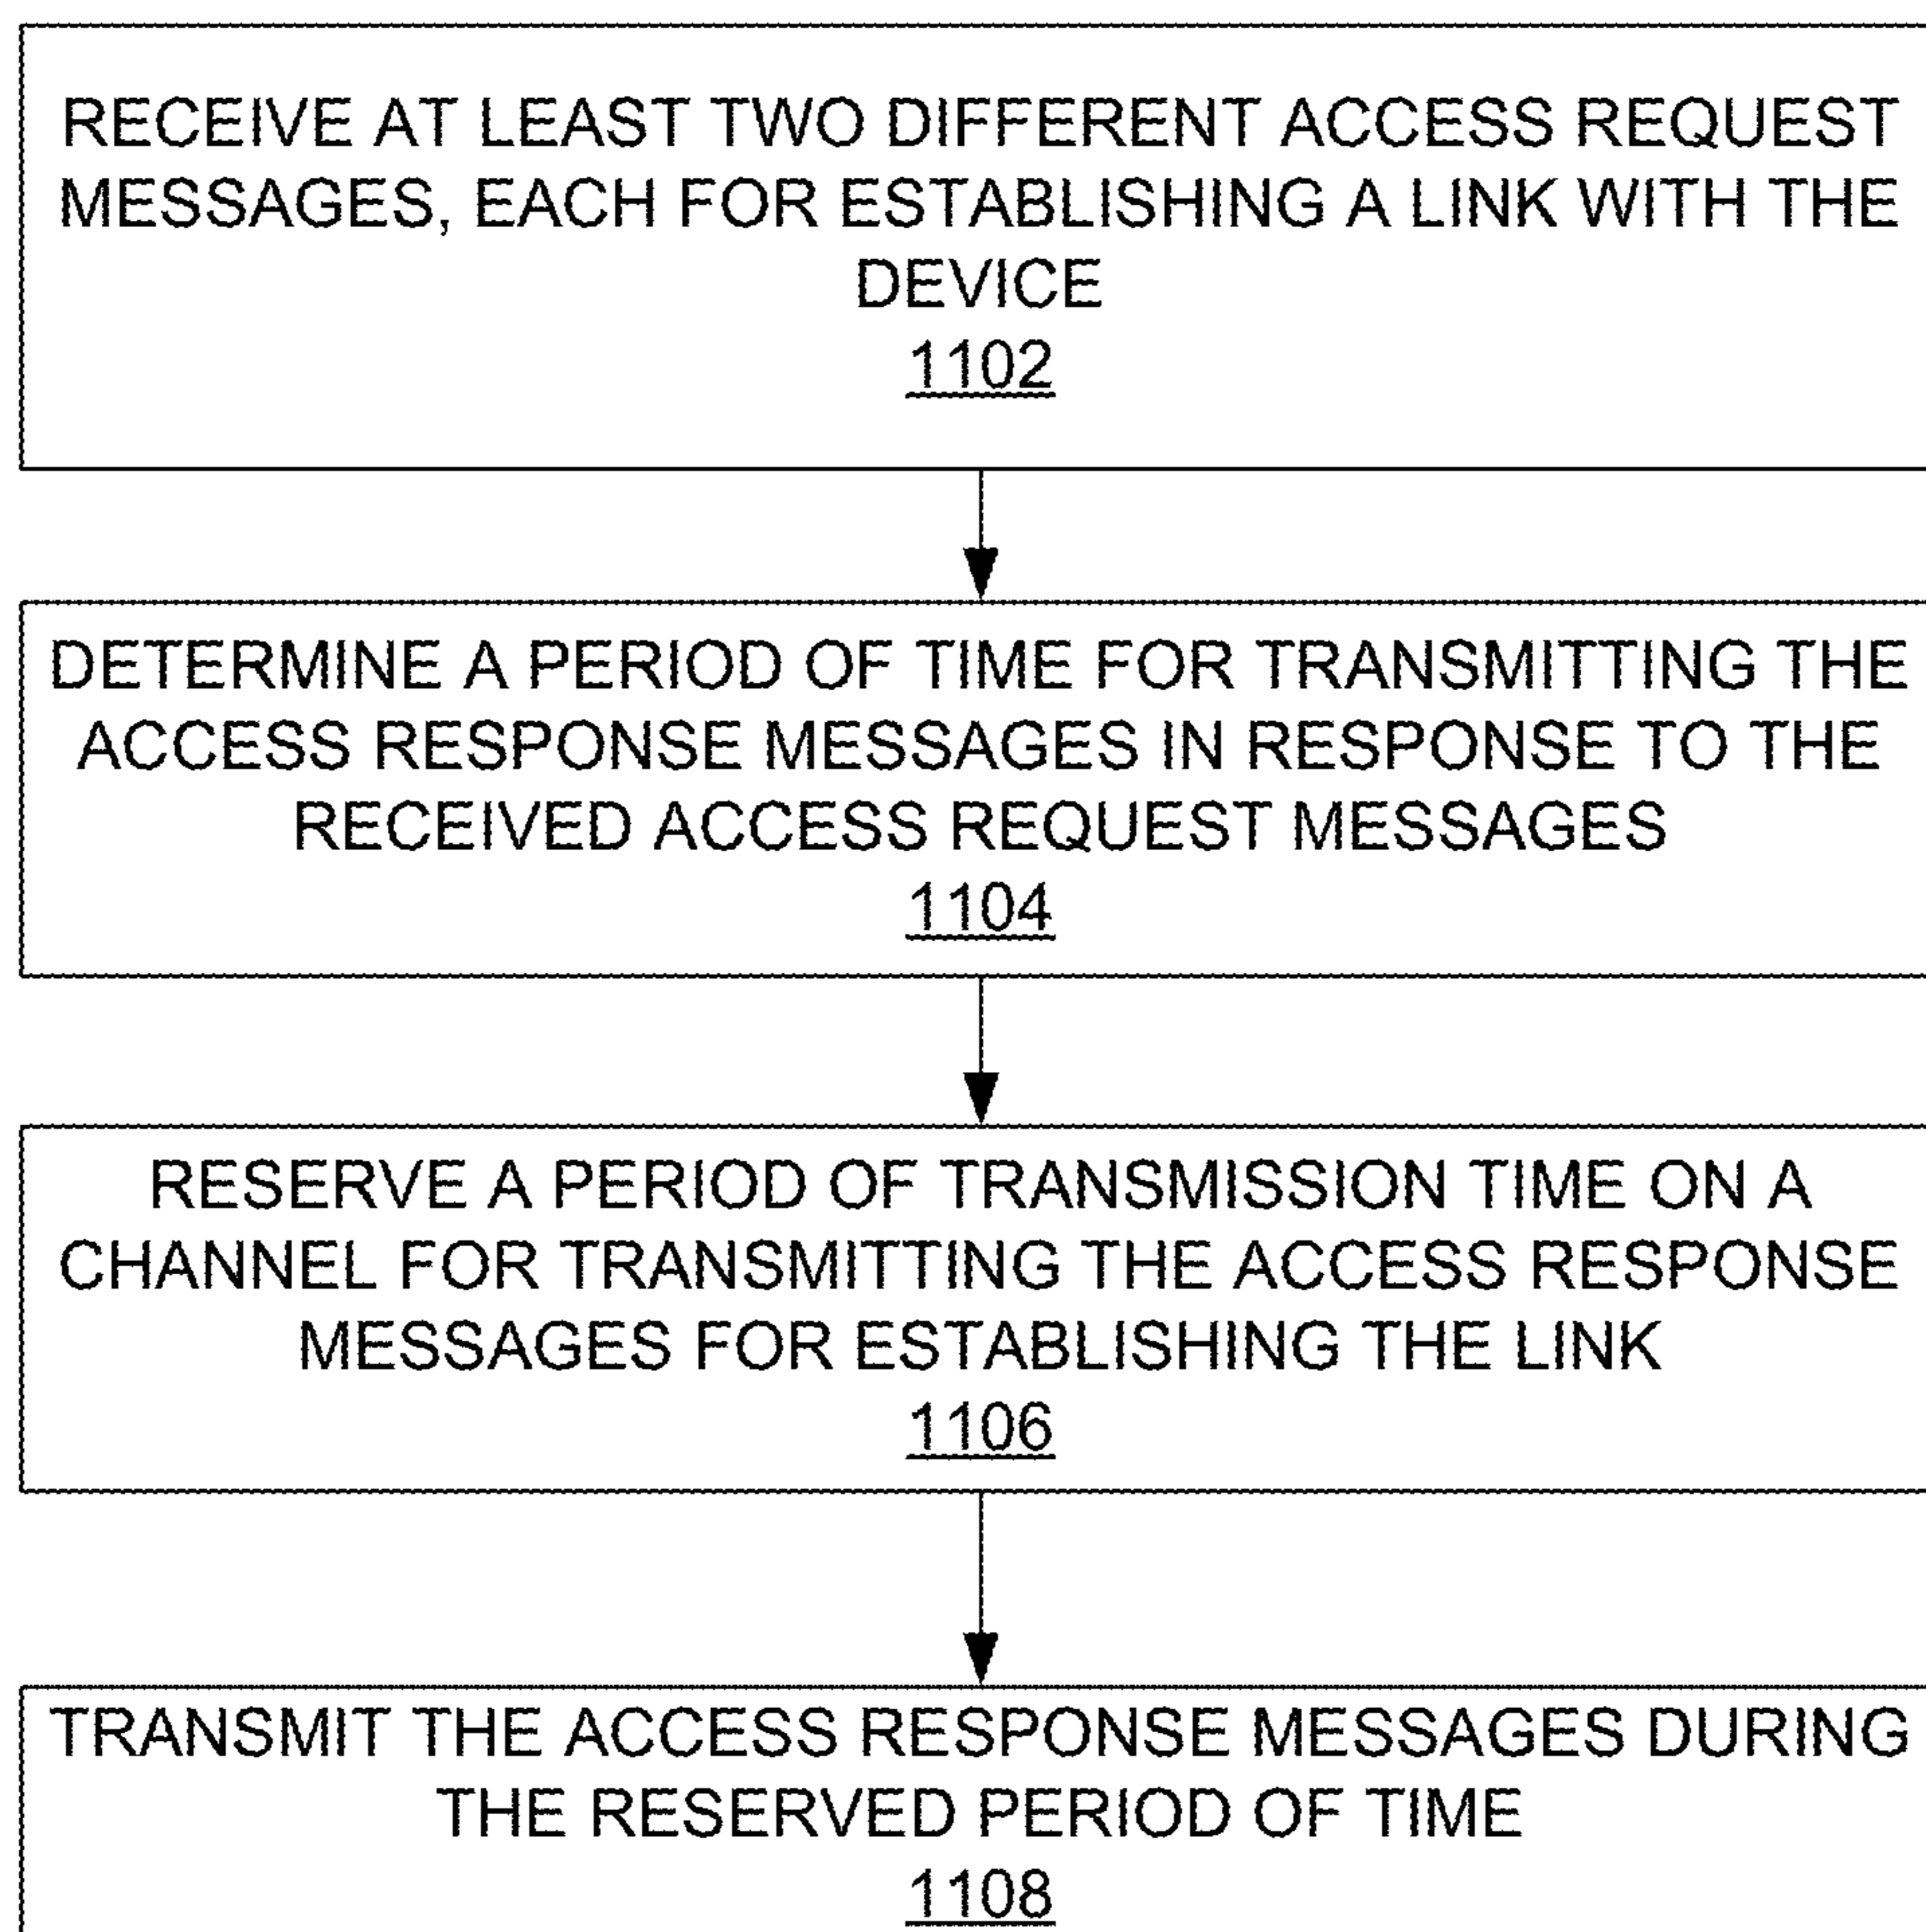 RECEIVE AT LEAST TWO DIFFERENT ACCESS REQUEST
MESSAGES, EACH FOR ESTABLISHING A LINK WITH THE
DEVICE
1102
DETERMINE A PERIOD OF TIME FOR TRANSMITTING THE
ACCESS RESPONSE MESSAGES IN RESPONSE TO THE
RECEIVED ACCESS REQUEST MESSAGES
1104
RESERVE A PERIOD OF TRANSMISSION TIME ON A
CHANNEL FOR TRANSMITTING THE ACCESS RESPONSE
MESSAGES FOR ESTABLISHING THE LINK
1106
TRANSMIT THE ACCESS RESPONSE MESSAGES DURING
THE RESERVED PERIOD OF TIME
1108